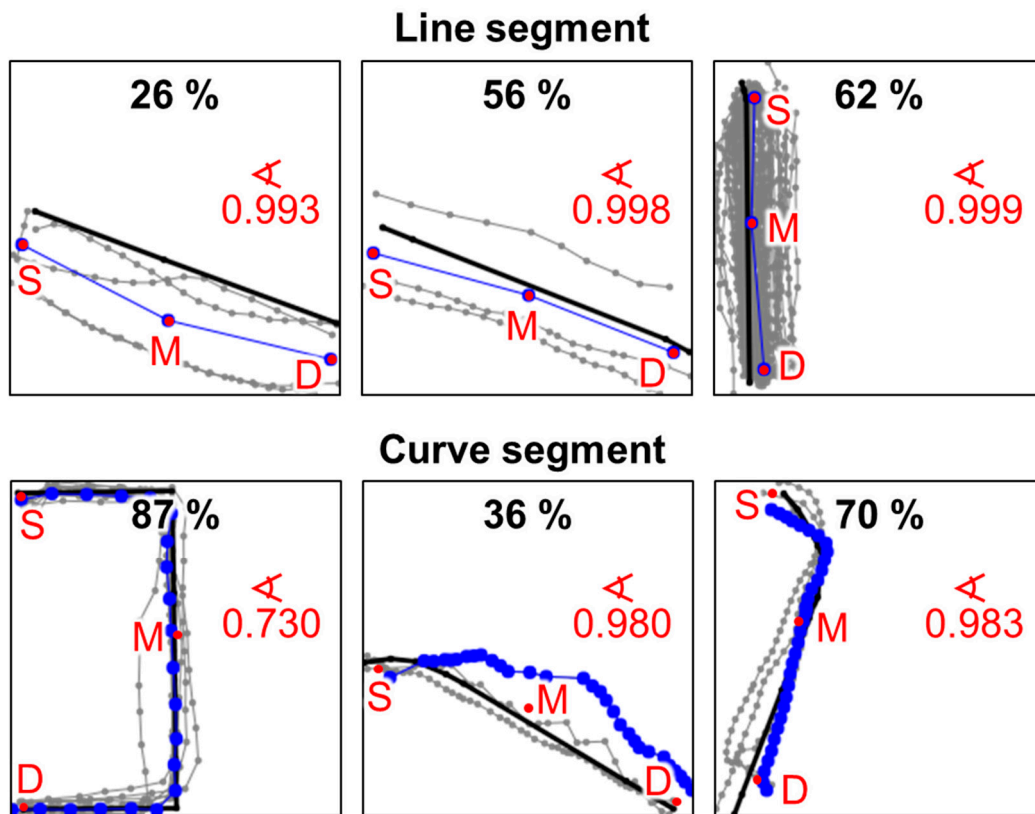 Line segment
26 %
56 %
62 %
∢
0.993
∢
0.998
∢
0.999
S
M
D
S
M
D
S
M
D
Curve segment
87 %
36 %
70 %
∢
0.730
∢
0.980
∢
0.983
S
M
D
S
M
D
S
M
D